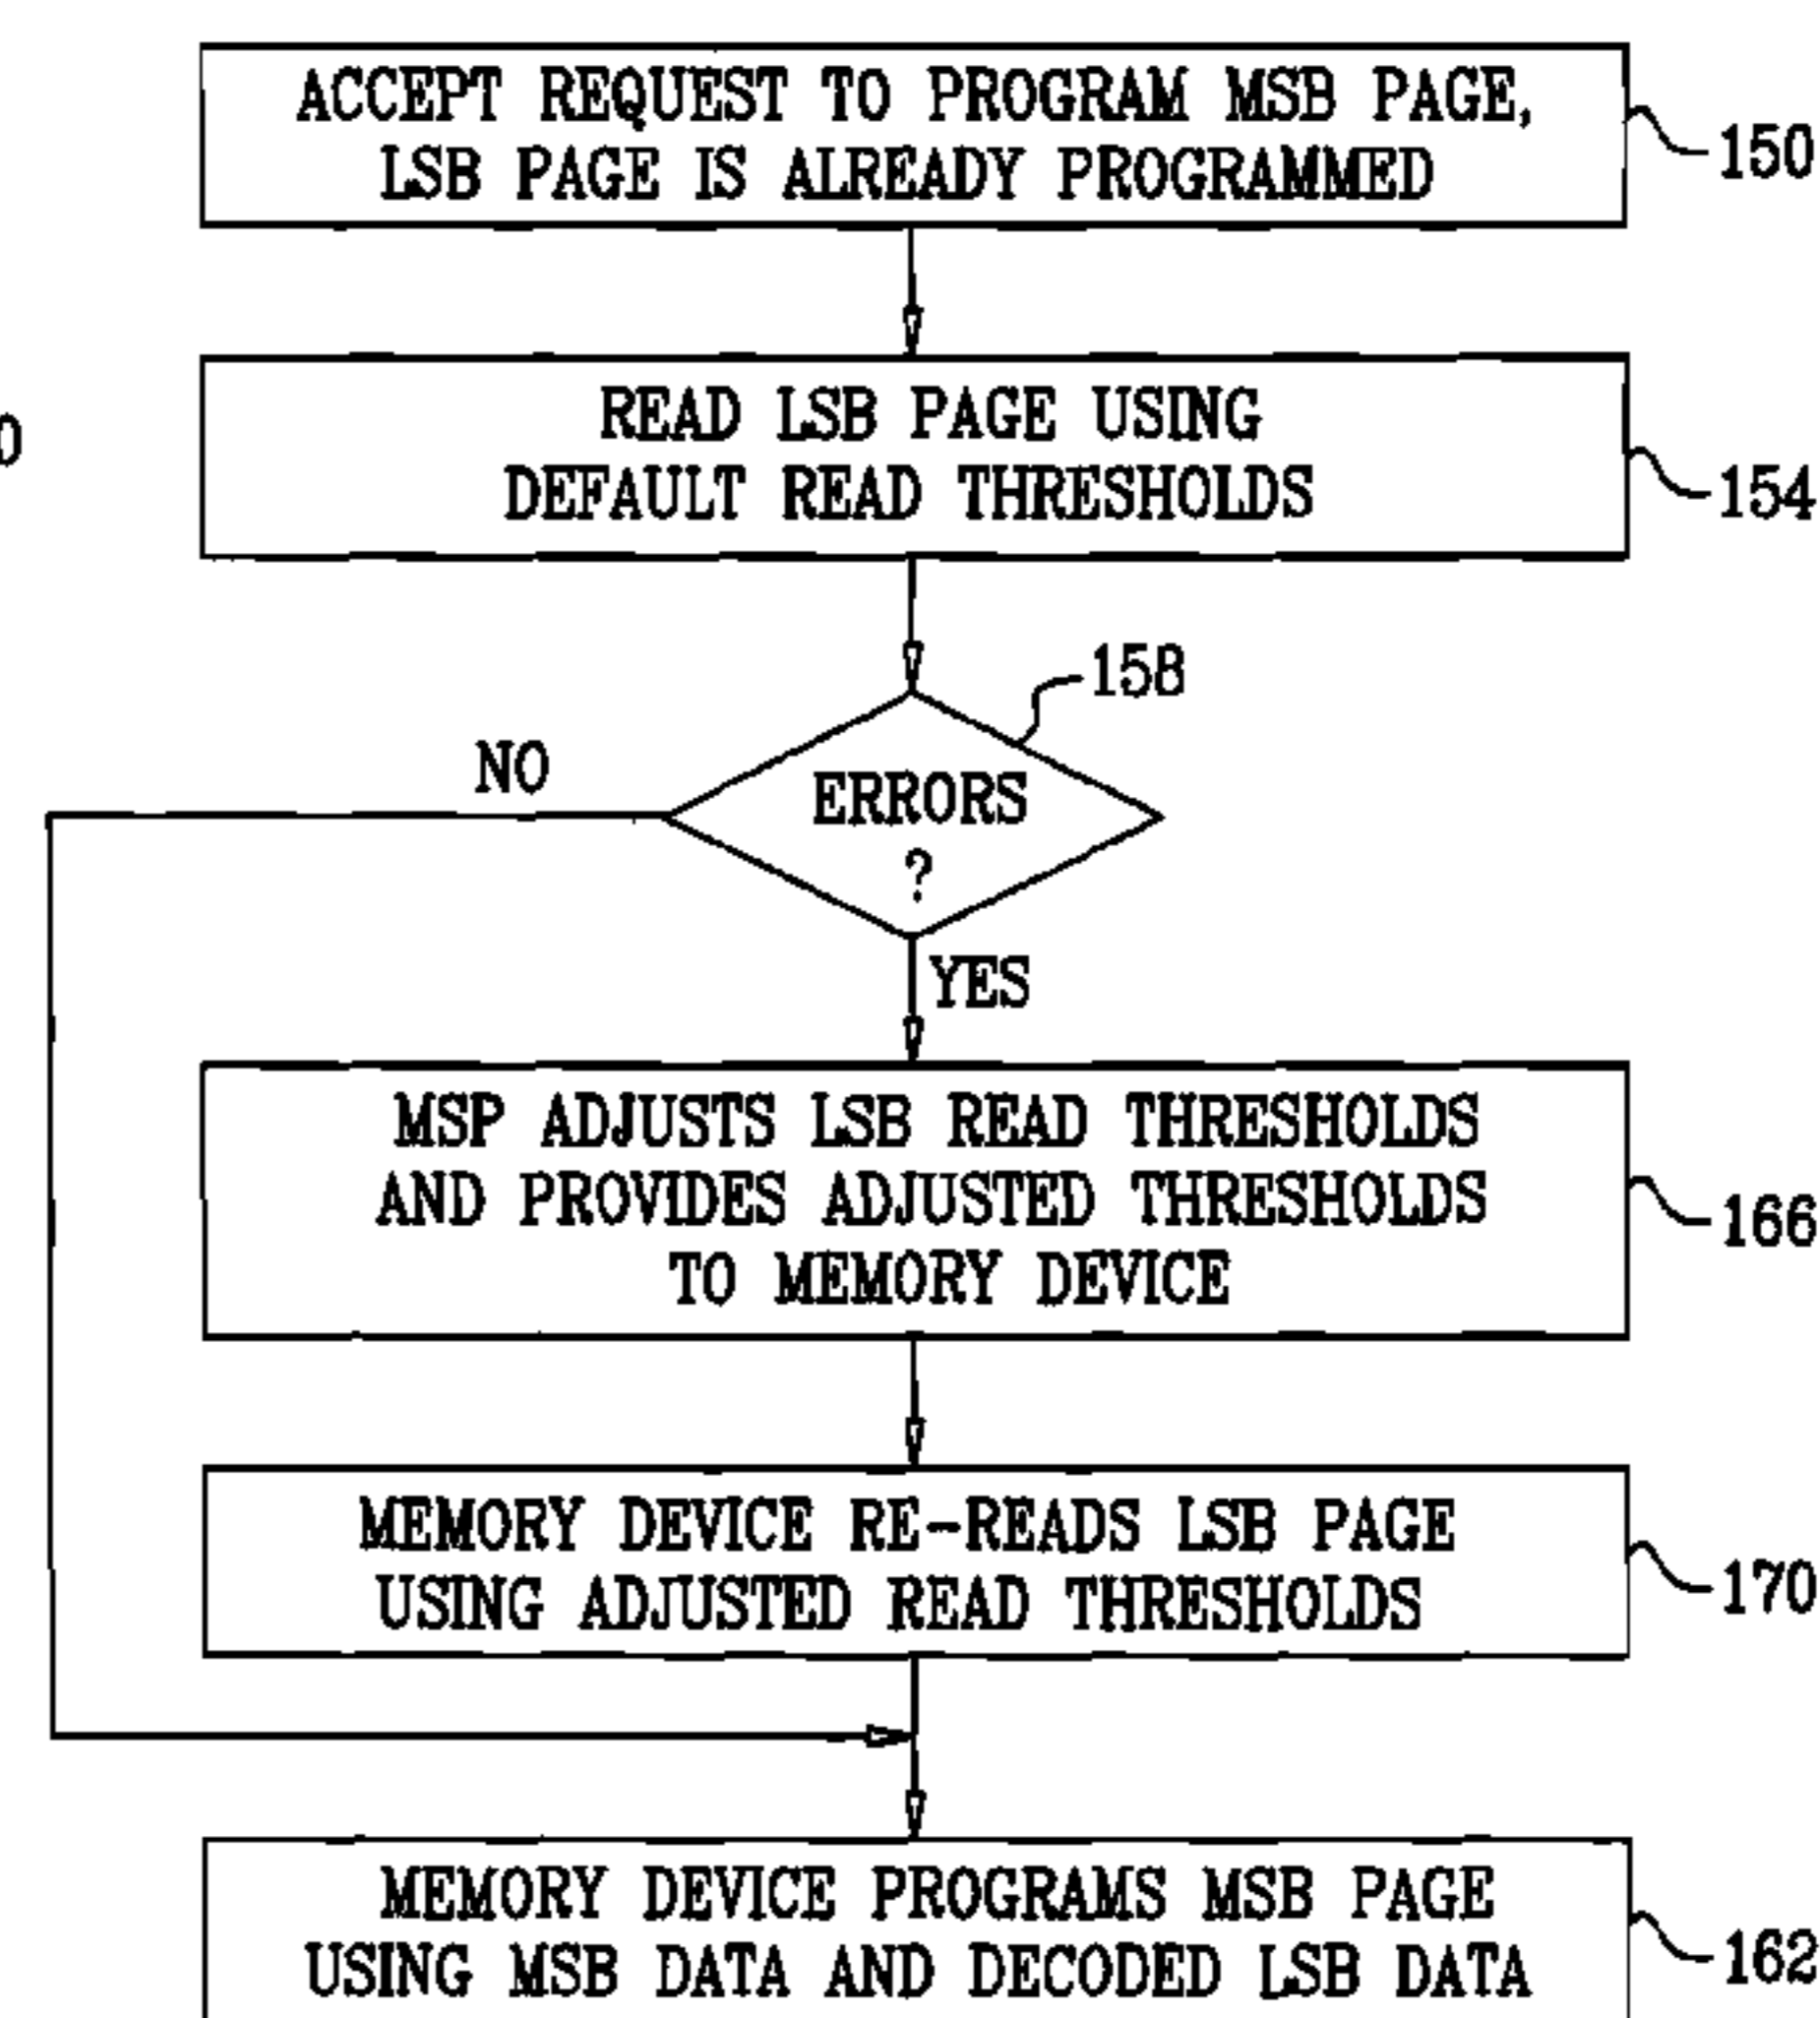 ACCEPT REQUEST TO PROGRAM MSB PAGE,
LSB PAGE IS ALREADY PROGRAMMED
150
READ LSB PAGE USING
DEFAULT READ THRESHOLDS
154
0
158
NO
ERRORS
?
YES
MSP ADJUSTS LSB READ THRESHOLDS
AND PROVIDES ADJUSTED THRESHOLDS
TO MEMORY DEVICE
166
MEMORY DEVICE RE-READS LSB PAGE
USING ADJUSTED READ THRESHOLDS
170
MEMORY DEVICE PROGRAMS MSB PAGE
USING MSB DATA AND DECODED LSB DATA
162